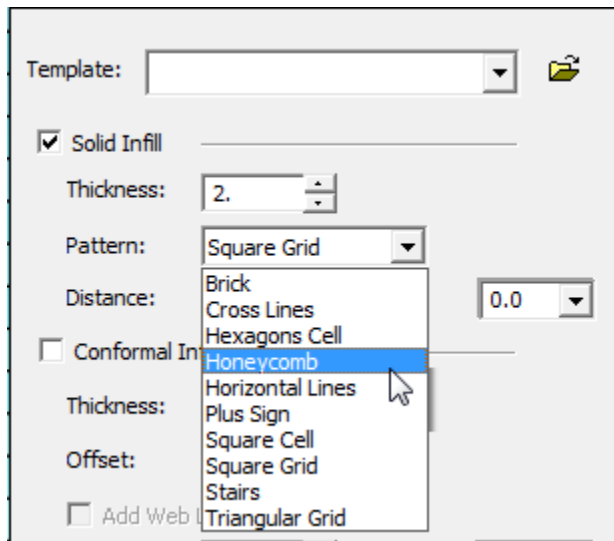 Template:
Solid Infill
Thickness: 2.
Pattern: Square Grid
Distance: 0.0
Brick
Cross Lines
Hexagons Cell
Honeycomb
Horizontal Lines
Plus Sign
Square Cell
Square Grid
Stairs
Triangular Grid
Conformal In
Thickness:
Offset:
Add Web